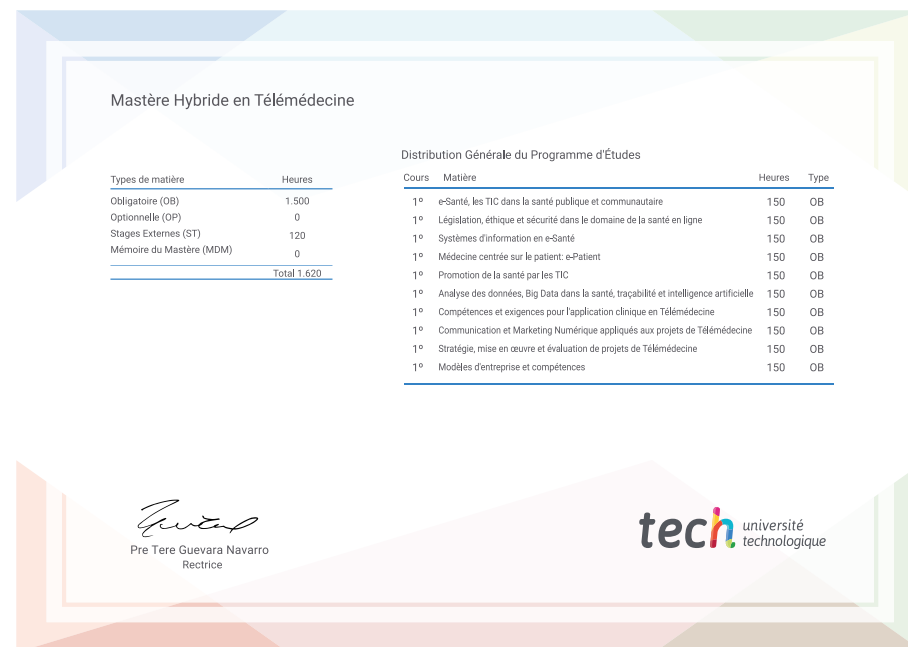 Mastère Hybride en Télémédecine
Types de matière Heures
Obligatoire (OB) 1.500
Optionnelle (OP) 0
Stages Externes (ST) 120
Mémoire du Mastère (MDM) 0
Total 1.620
Distribution Générale du Programme d'Études
Cours Matière Heures Type
1º e-Santé, les TIC dans la santé publique et communautaire 150 OB
1º Législation, éthique et sécurité dans le domaine de la santé en ligne 150 OB
1º Systèmes d'information en e-Santé 150 OB
1º Médecine centrée sur le patient: e-Patient 150 OB
1º Promotion de la santé par les TIC 150 OB
1º Analyse des données, Big Data dans la santé, traçabilité et intelligence artificielle 150 OB
1º Compétences et exigences pour l'application clinique en Télémédecine 150 OB
1º Communication et Marketing Numérique appliqués aux projets de Télémédecine 150 OB
1º Stratégie, mise en œuvre et évaluation de projets de Télémédecine 150 OB
1º Modèles d'entreprise et compétences 150 OB
Pre Tere Guevara Navarro
Rectrice
tech université
technologique